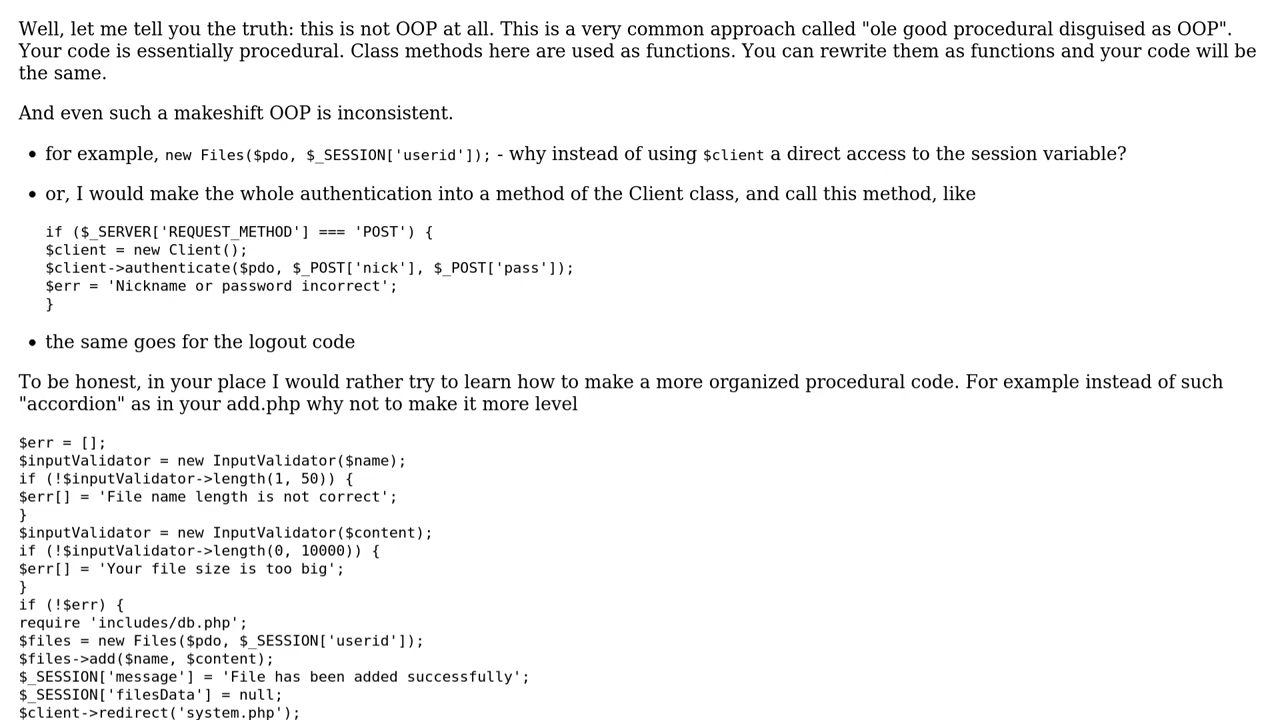 Well, let me tell you the truth: this is not OOP at all. This is a very common approach called "ole good procedural disguised as OOP".
Your code is essentially procedural. Class methods here are used as functions. You can rewrite them as functions and your code will be
the same.
And even such a makeshift OOP is inconsistent.
• for example, new Files($pdo, $_SESSION['userid']); - why instead of using $client a direct access to the session variable?
• or, I would make the whole authentication into a method of the Client class, and call this method, like
if ($_SERVER['REQUEST_METHOD'] === 'POST') {
$client = new Client();
$client->authenticate($pdo, $_POST['nick'], $_POST['pass']);
$err = 'Nickname or password incorrect';
}
• the same goes for the logout code
To be honest, in your place I would rather try to learn how to make a more organized procedural code. For example instead of such
"accordion" as in your add.php why not to make it more level
$err = [];
$inputValidator = new InputValidator($name);
if (!$inputValidator->length(1, 50)) {
$err[] = 'File name length is not correct';
}
$inputValidator = new InputValidator($content);
if (!$inputValidator->length(0, 10000)) {
$err[] = 'Your file size is too big';
}
if (!$err) {
require 'includes/db.php';
$files = new Files($pdo, $_SESSION['userid']);
$files->add($name, $content);
$_SESSION['message'] = 'File has been added successfully';
$_SESSION['filesData'] = null;
$client->redirect('system.php');